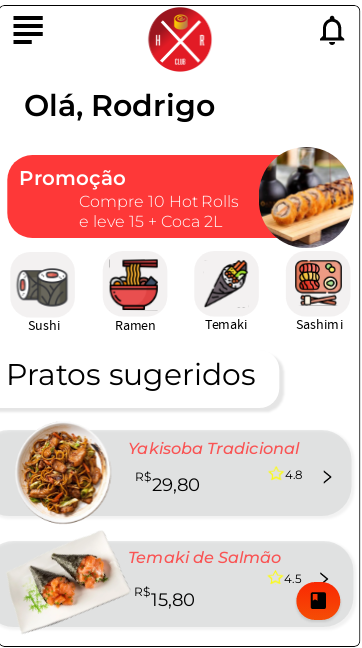 H R
CLUB
Olá, Rodrigo
Promoção
Compre 10 Hot Rolls
e leve 15 + Coca 2L
Sushi Ramen Temaki Sashimi
Pratos sugeridos
Yakisoba Tradicional
R$29,80 4.8
Temaki de Salmão
R$15,80 4.5